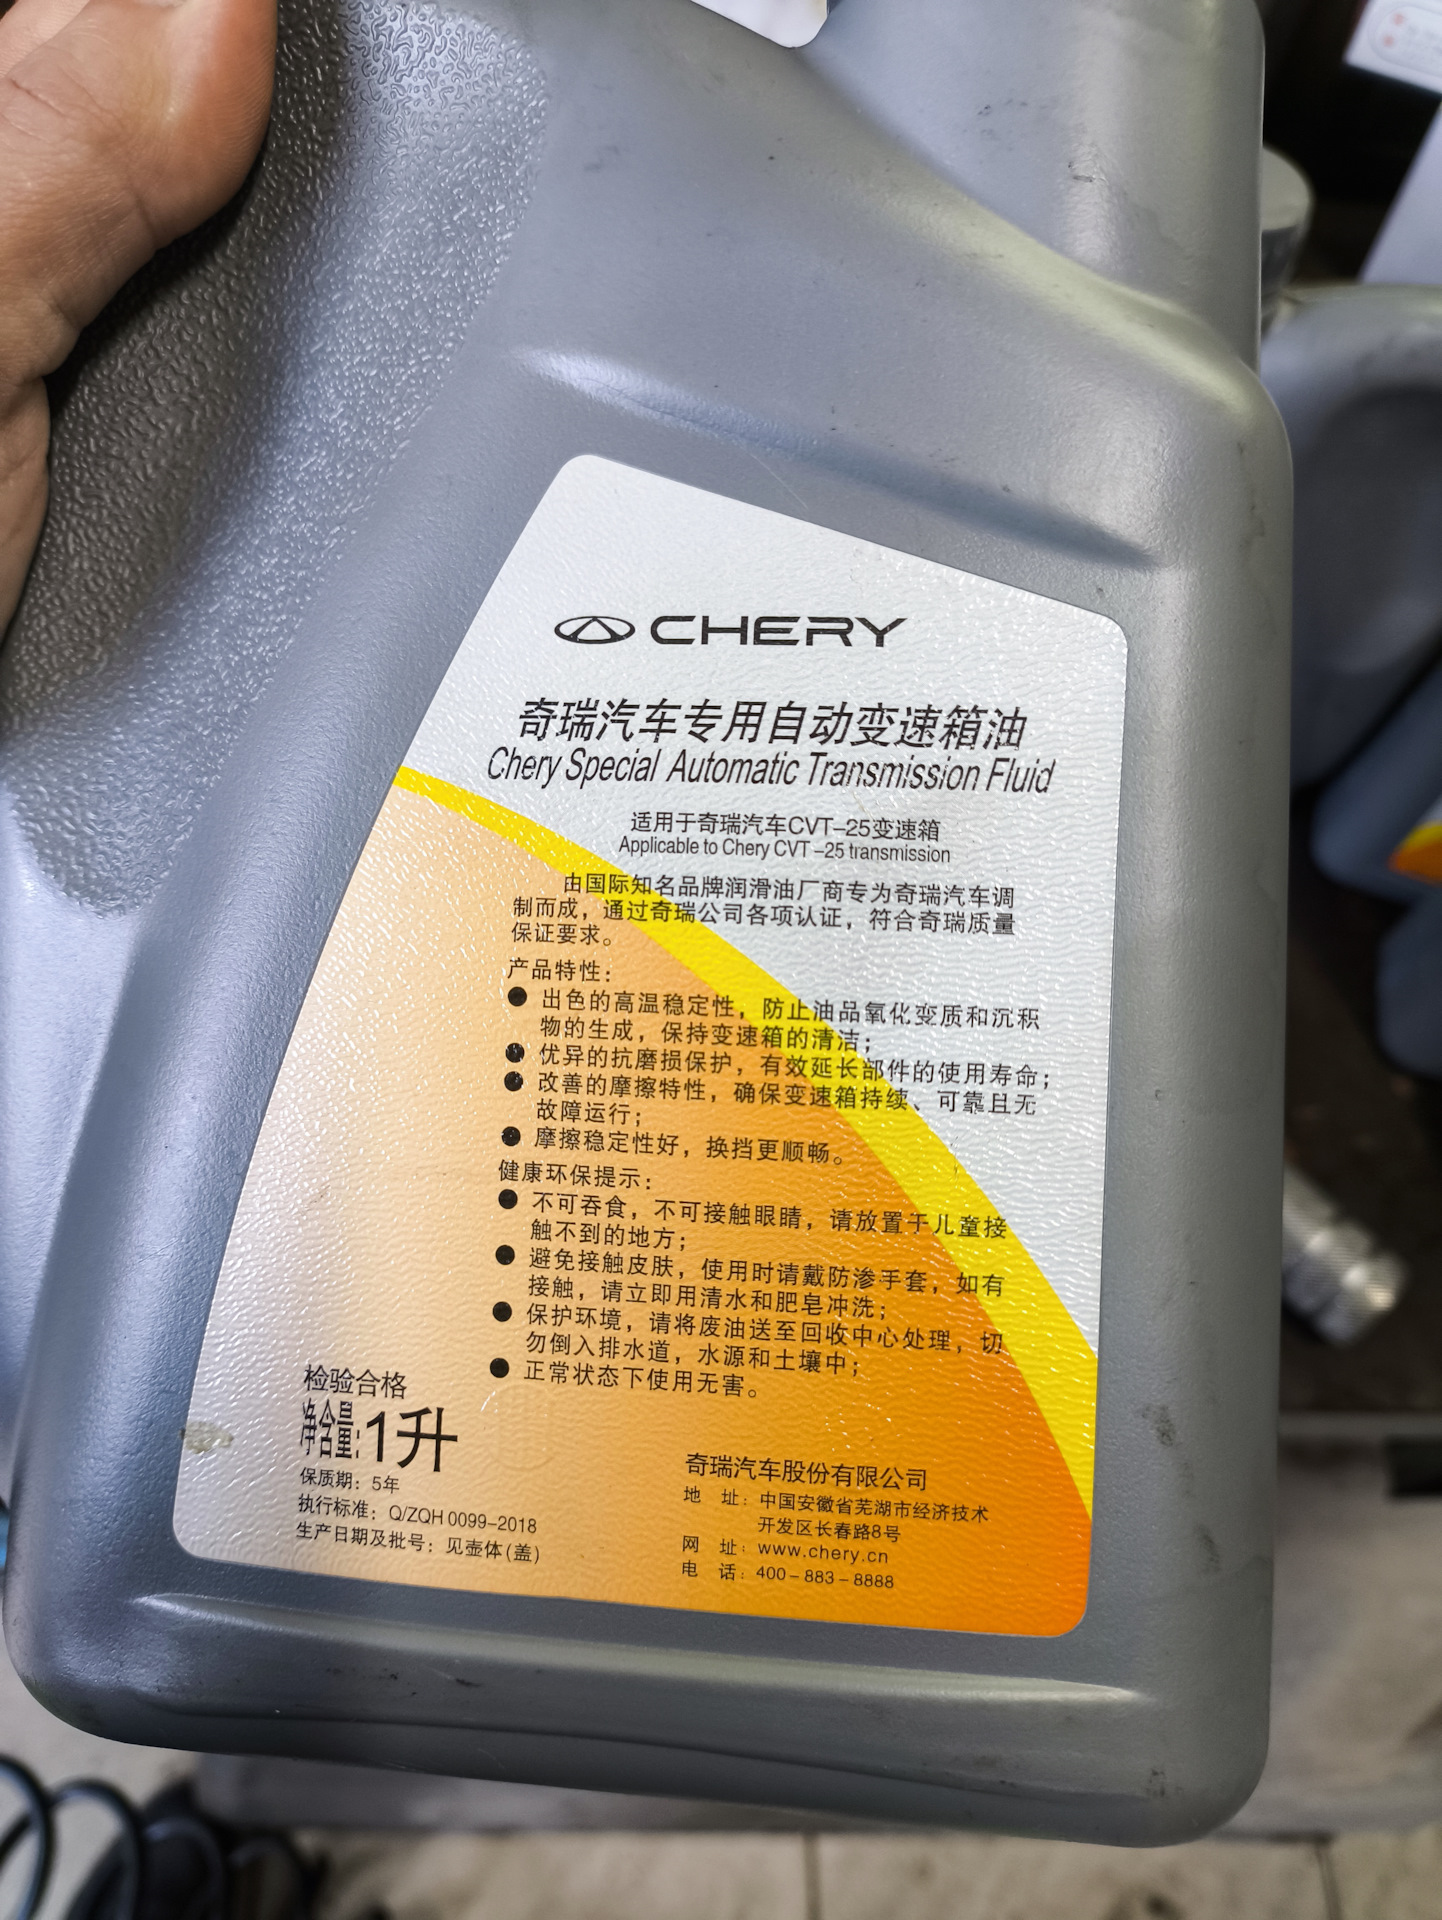 CHERY
奇瑞汽车专用自动变速箱油
Chery Special Automatic Transmission Fluid
适用于奇瑞汽车CVT-25变速箱
Applicable to Chery CVT-25 transmission
由国际知名品牌润滑油厂商专为奇瑞汽车调
制而成，通过奇瑞公司各项认证，符合奇瑞质量
保证要求。
产品特性：
● 出色的高温稳定性，防止油品氧化变质和沉积
物的生成，保持变速箱的清洁；
● 优异的抗磨损保护，有效延长部件的使用寿命；
● 改善的摩擦特性，确保变速箱持续、可靠且无
故障运行；
● 摩擦稳定性好，换挡更顺畅。
健康环保提示：
● 不可吞食，不可接触眼睛，请放置于儿童接
触不到的地方；
● 避免接触皮肤，使用时请戴防渗手套，如有
接触，请立即用清水和肥皂冲洗；
● 保护环境，请将废油送至回收中心处理，切
勿倒入排水道，水源和土壤中；
● 正常状态下使用无害。
检验合格
净含量：1升
保质期：5年
执行标准：Q/ZQH 0099-2018
生产日期及批号：见壶体（盖）
奇瑞汽车股份有限公司
地 址：中国安徽省芜湖市经济技术
开发区长春路8号
网 址：www.chery.cn
电 话：400-883-8888